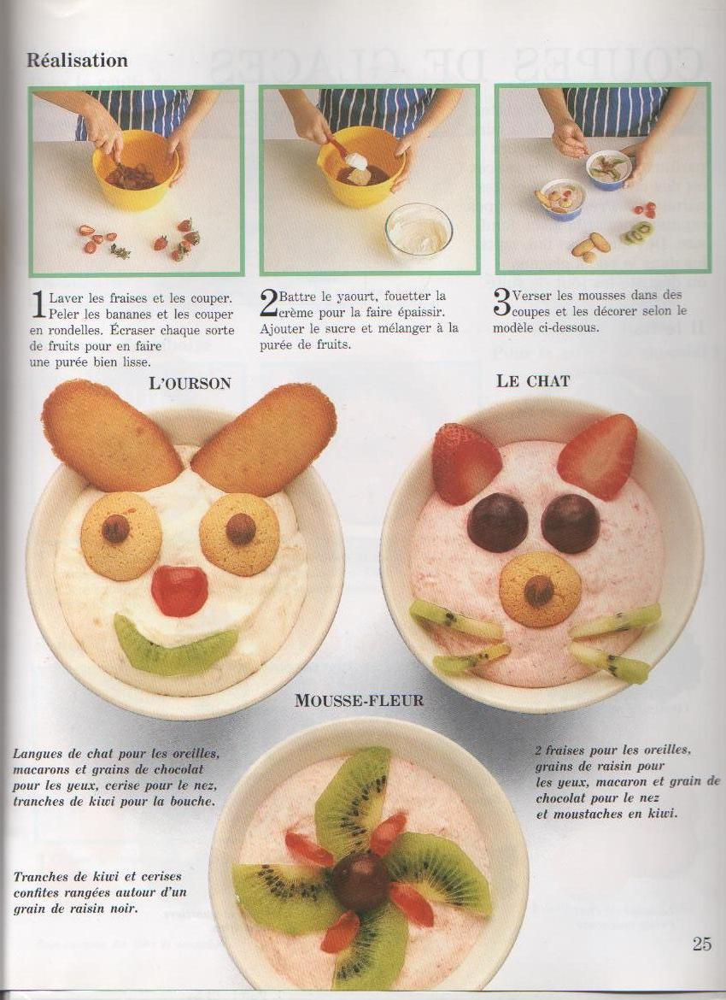 Réalisation
1 Laver les fraises et les couper.
Peler les bananes et les couper
en rondelles. Écraser chaque sorte
de fruits pour en faire
une purée bien lisse.
2 Battre le yaourt, fouetter la
crème pour la faire épaissir.
Ajouter le sucre et mélanger à la
purée de fruits.
3 Verser les mousses dans des
coupes et les décorer selon le
modèle ci-dessous.
L'OURSON
LE CHAT
MOUSSE-FLEUR
Langues de chat pour les oreilles,
macarons et grains de chocolat
pour les yeux, cerise pour le nez,
tranches de kiwi pour la bouche.
2 fraises pour les oreilles,
grains de raisin pour
les yeux, macaron et grain de
chocolat pour le nez
et moustaches en kiwi.
Tranches de kiwi et cerises
confites rangées autour d'un
grain de raisin noir.
25
COUPES DE GLACES